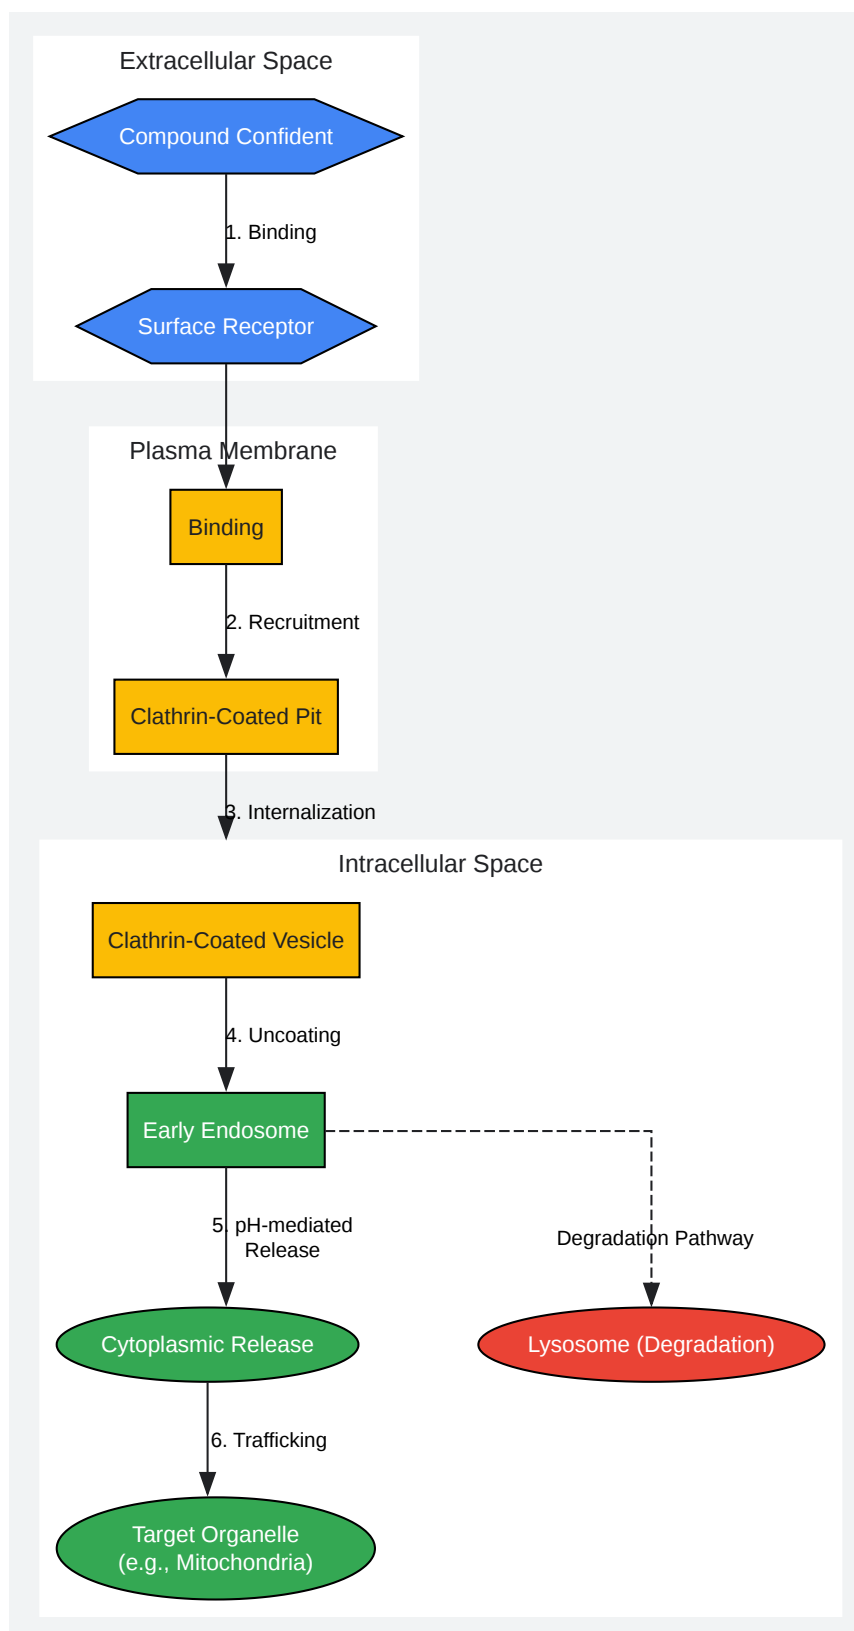 Extracellular Space
Compound Confident
1. Binding
Surface Receptor
Plasma Membrane
Binding
2. Recruitment
Clathrin-Coated Pit
3. Internalization
Intracellular Space
Clathrin-Coated Vesicle
4. Uncoating
Early Endosome
5. pH-mediated
Release
Degradation Pathway
Cytoplasmic Release
Lysosome (Degradation)
6. Trafficking
Target Organelle
(e.g., Mitochondria)